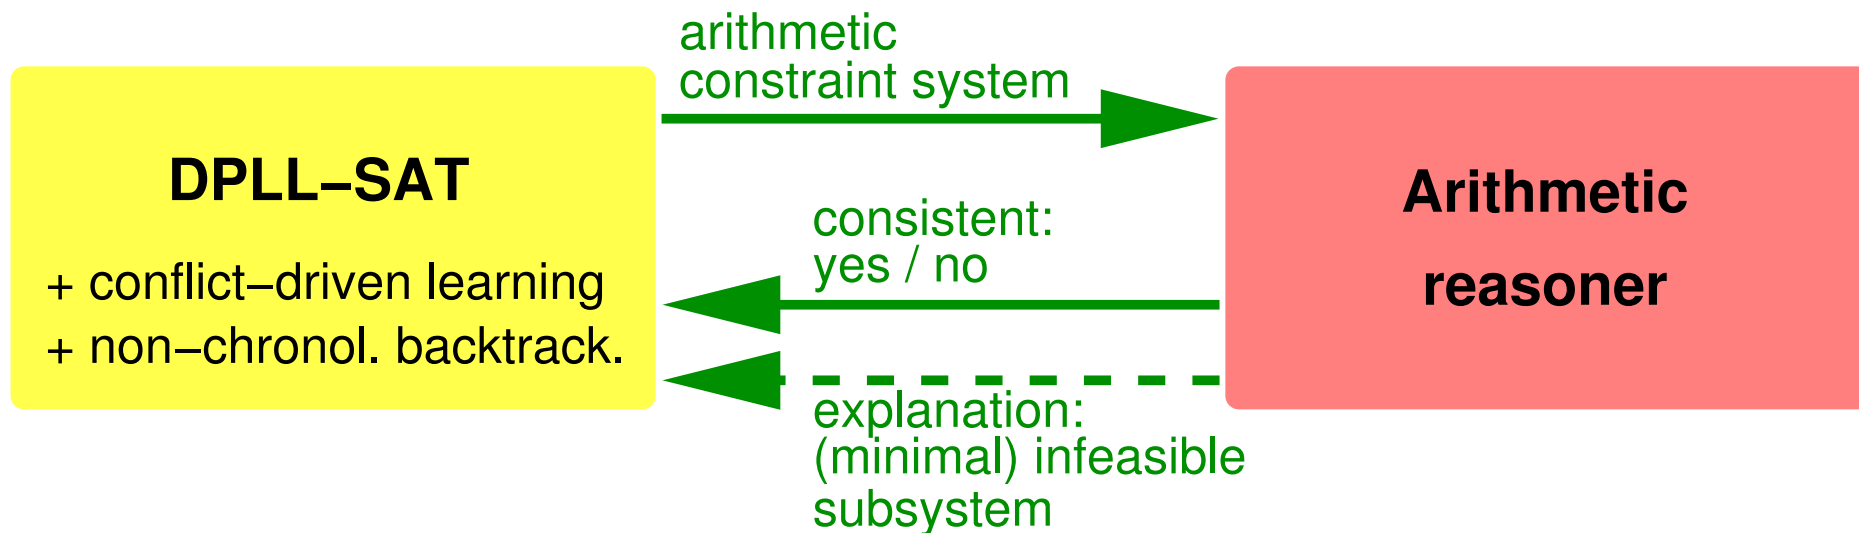 DPLL–SAT
+ conflict–driven learning
+ non–chronol. backtrack.
arithmetic
constraint system
consistent:
yes / no
explanation:
(minimal) infeasible
subsystem
Arithmetic
reasoner